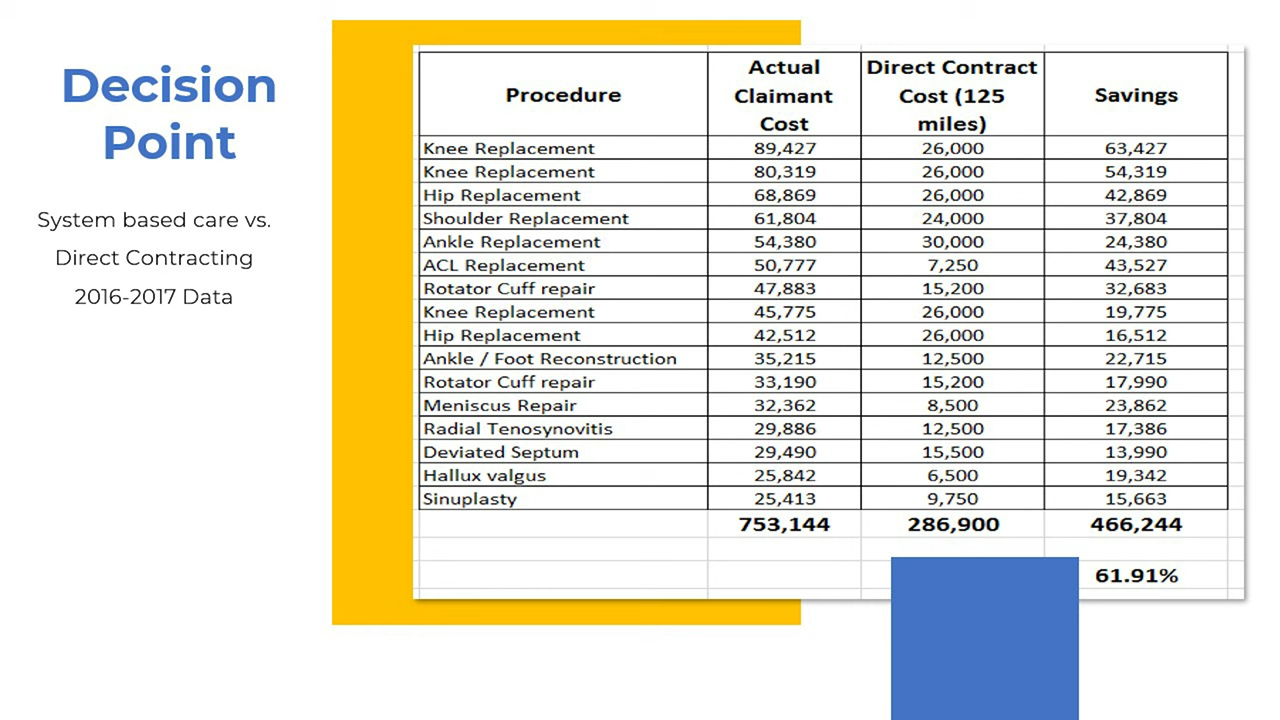 Decision
Point
System based care vs.
Direct Contracting
2016-2017 Data
Procedure
Actual
Claimant
Cost
Direct Contract
Cost (125
miles)
Savings
Knee Replacement 89,427 26,000 63,427
Knee Replacement 80,319 26,000 54,319
Hip Replacement 68,869 26,000 42,869
Shoulder Replacement 61,804 24,000 37,804
Ankle Replacement 54,380 30,000 24,380
ACL Replacement 50,777 7,250 43,527
Rotator Cuff repair 47,883 15,200 32,683
Knee Replacement 45,775 26,000 19,775
Hip Replacement 42,512 26,000 16,512
Ankle / Foot Reconstruction 35,215 12,500 22,715
Rotator Cuff repair 33,190 15,200 17,990
Meniscus Repair 32,362 8,500 23,862
Radial Tenosynovitis 29,886 12,500 17,386
Deviated Septum 29,490 15,500 13,990
Hallux valgus 25,842 6,500 19,342
Sinuplasty 25,413 9,750 15,663
753,144 286,900 466,244
61.91%